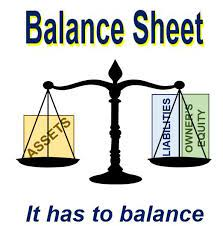 Balance Sheet
ASSETS
LIABILITIES
OWNER'S
EQUITY
It has to balance